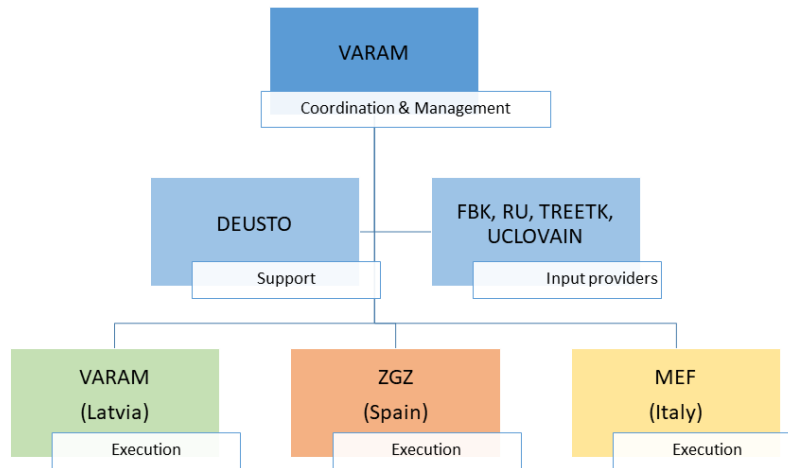 VARAM
Coordination & Management
DEUSTO
Support
FBK, RU, TREETK,
UCLOVAIN
Input providers
VARAM
(Latvia)
Execution
ZGZ
(Spain)
Execution
MEF
(Italy)
Execution